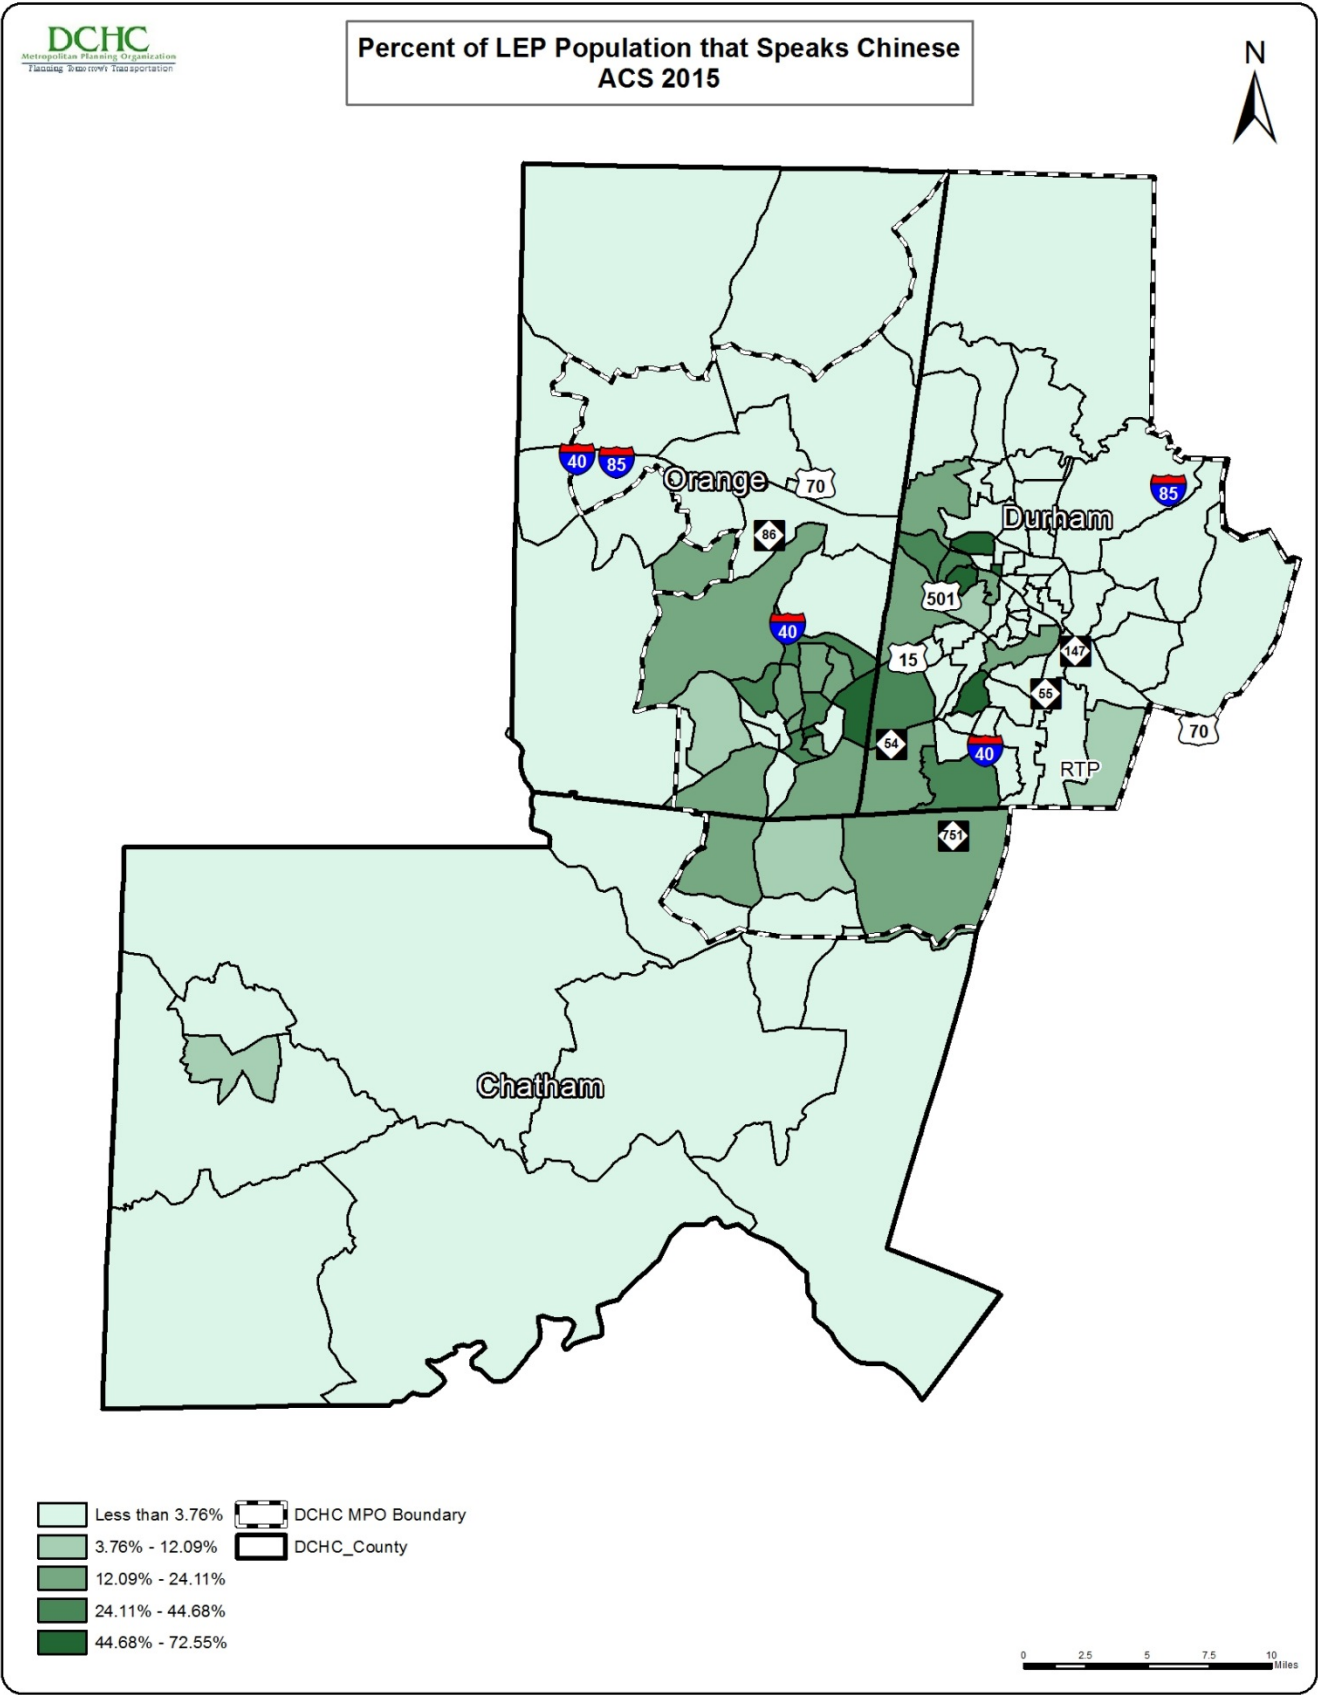 DCHC
Metropolitan Planning Organization
Planning Tomorrow's Transportation
Percent of LEP Population that Speaks Chinese
ACS 2015
N
40
85
Orange
70
85
Durham
86
501
40
15
147
55
54
40
70
RTP
751
Chatham
Less than 3.76%
DCHC MPO Boundary
3.76% - 12.09%
DCHC_County
12.09% - 24.11%
24.11% - 44.68%
44.68% - 72.55%
0 2.5 5 7.5 10
Miles